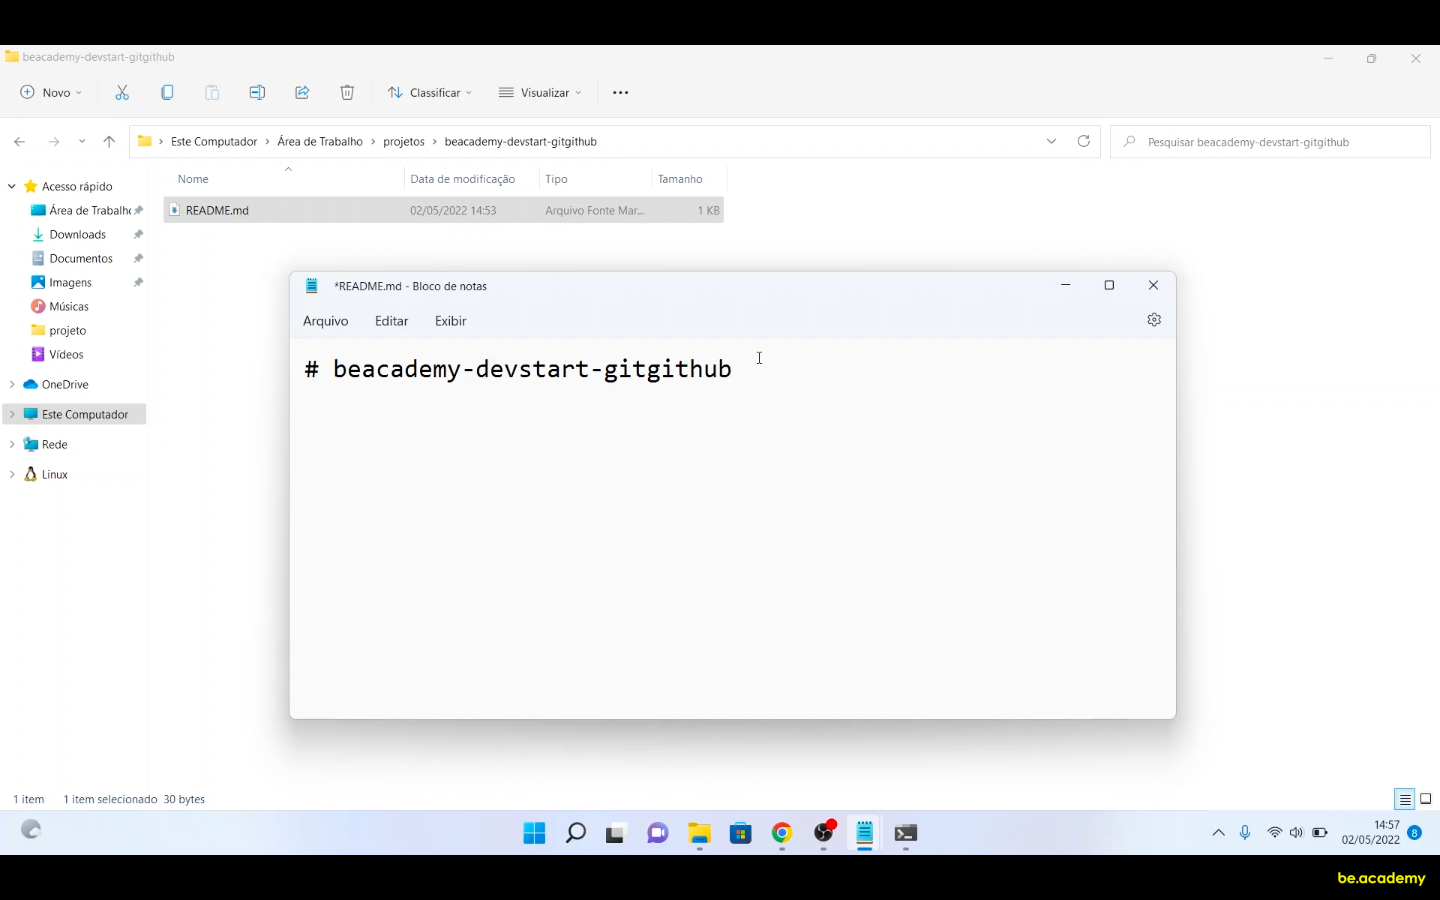 beacademy-devstart-gitgithub
Novo
Classificar
Visualizar
Este Computador
Área de Trabalho
projetos
beacademy-devstart-gitgithub
Pesquisar beacademy-devstart-gitgithub
Acesso rápido
Nome
Data de modificação
Tipo
Tamanho
Área de Trabalho
README.md
02/05/2022 14:53
Arquivo Fonte Mar...
1 KB
Downloads
Documentos
Imagens
Músicas
projeto
Vídeos
OneDrive
Este Computador
Rede
Linux
*README.md - Bloco de notas
Arquivo
Editar
Exibir
# beacademy-devstart-gitgithub
1 item
1 item selecionado
30 bytes
14:57
02/05/2022
8
be.academy